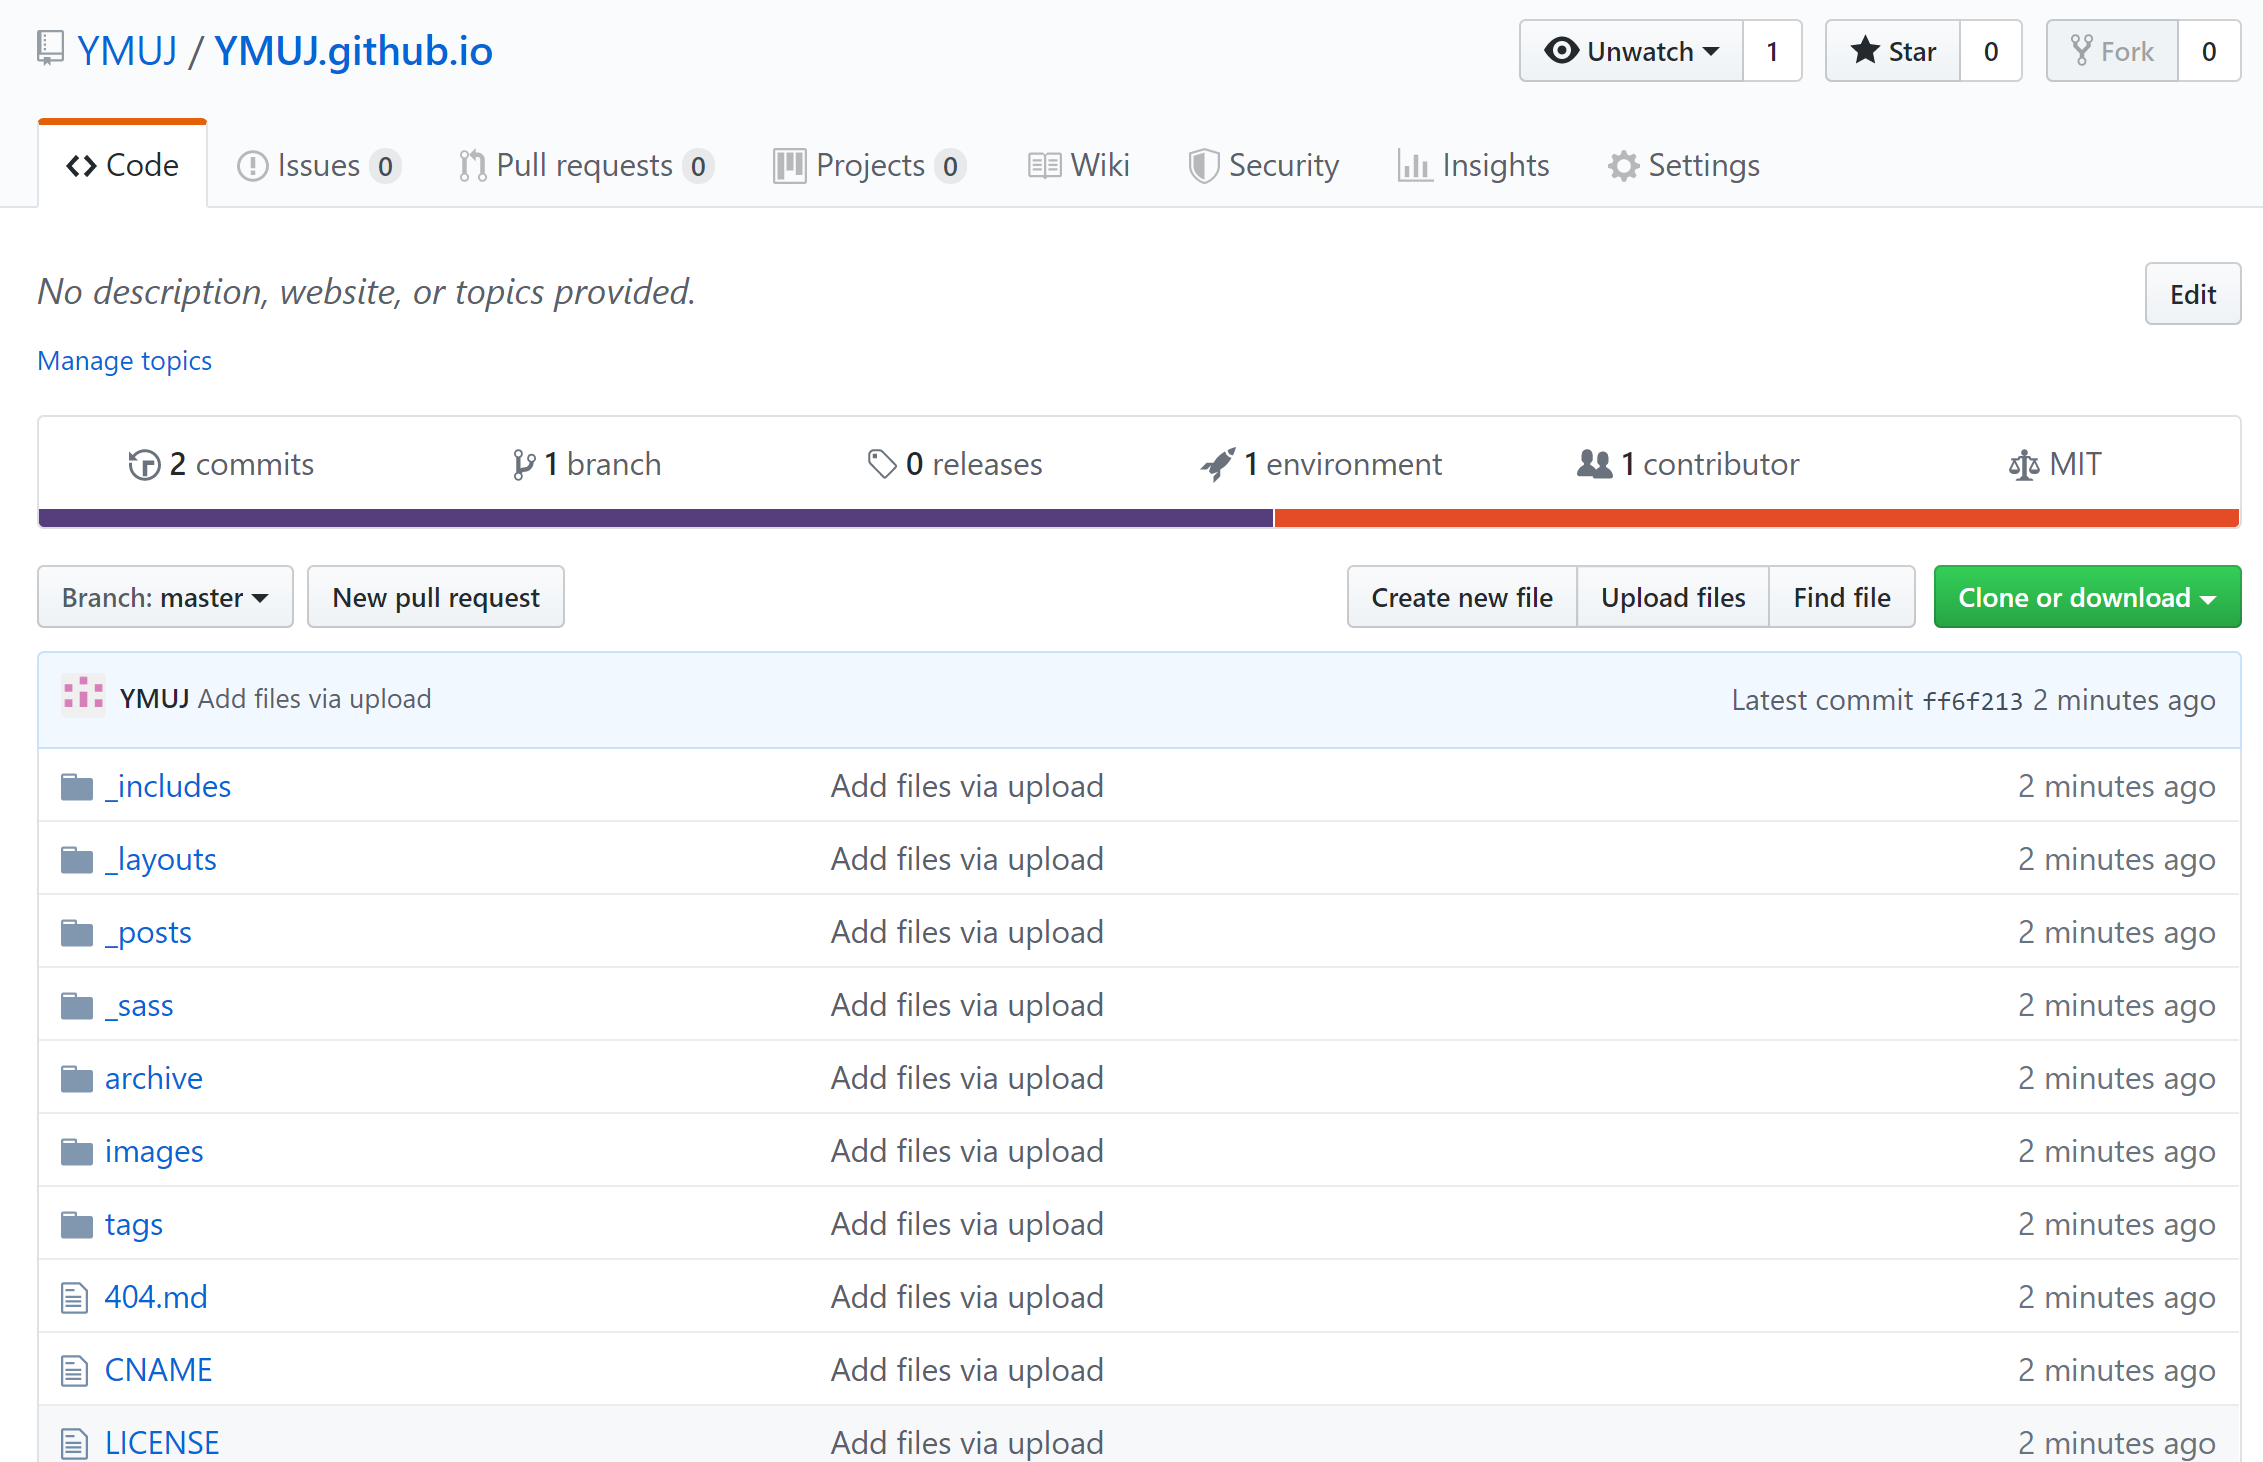 YMUJ / YMUJ.github.io
Unwatch 1 Star 0 Fork 0
Code Issues 0 Pull requests 0 Projects 0 Wiki Security Insights Settings
No description, website, or topics provided.
Edit
Manage topics
2 commits 1 branch 0 releases 1 environment 1 contributor MIT
Branch: master New pull request Create new file Upload files Find file Clone or download
YMUJ Add files via upload Latest commit ff6f213 2 minutes ago
_includes Add files via upload 2 minutes ago
_layouts Add files via upload 2 minutes ago
_posts Add files via upload 2 minutes ago
_sass Add files via upload 2 minutes ago
archive Add files via upload 2 minutes ago
images Add files via upload 2 minutes ago
tags Add files via upload 2 minutes ago
404.md Add files via upload 2 minutes ago
CNAME Add files via upload 2 minutes ago
LICENSE Add files via upload 2 minutes ago